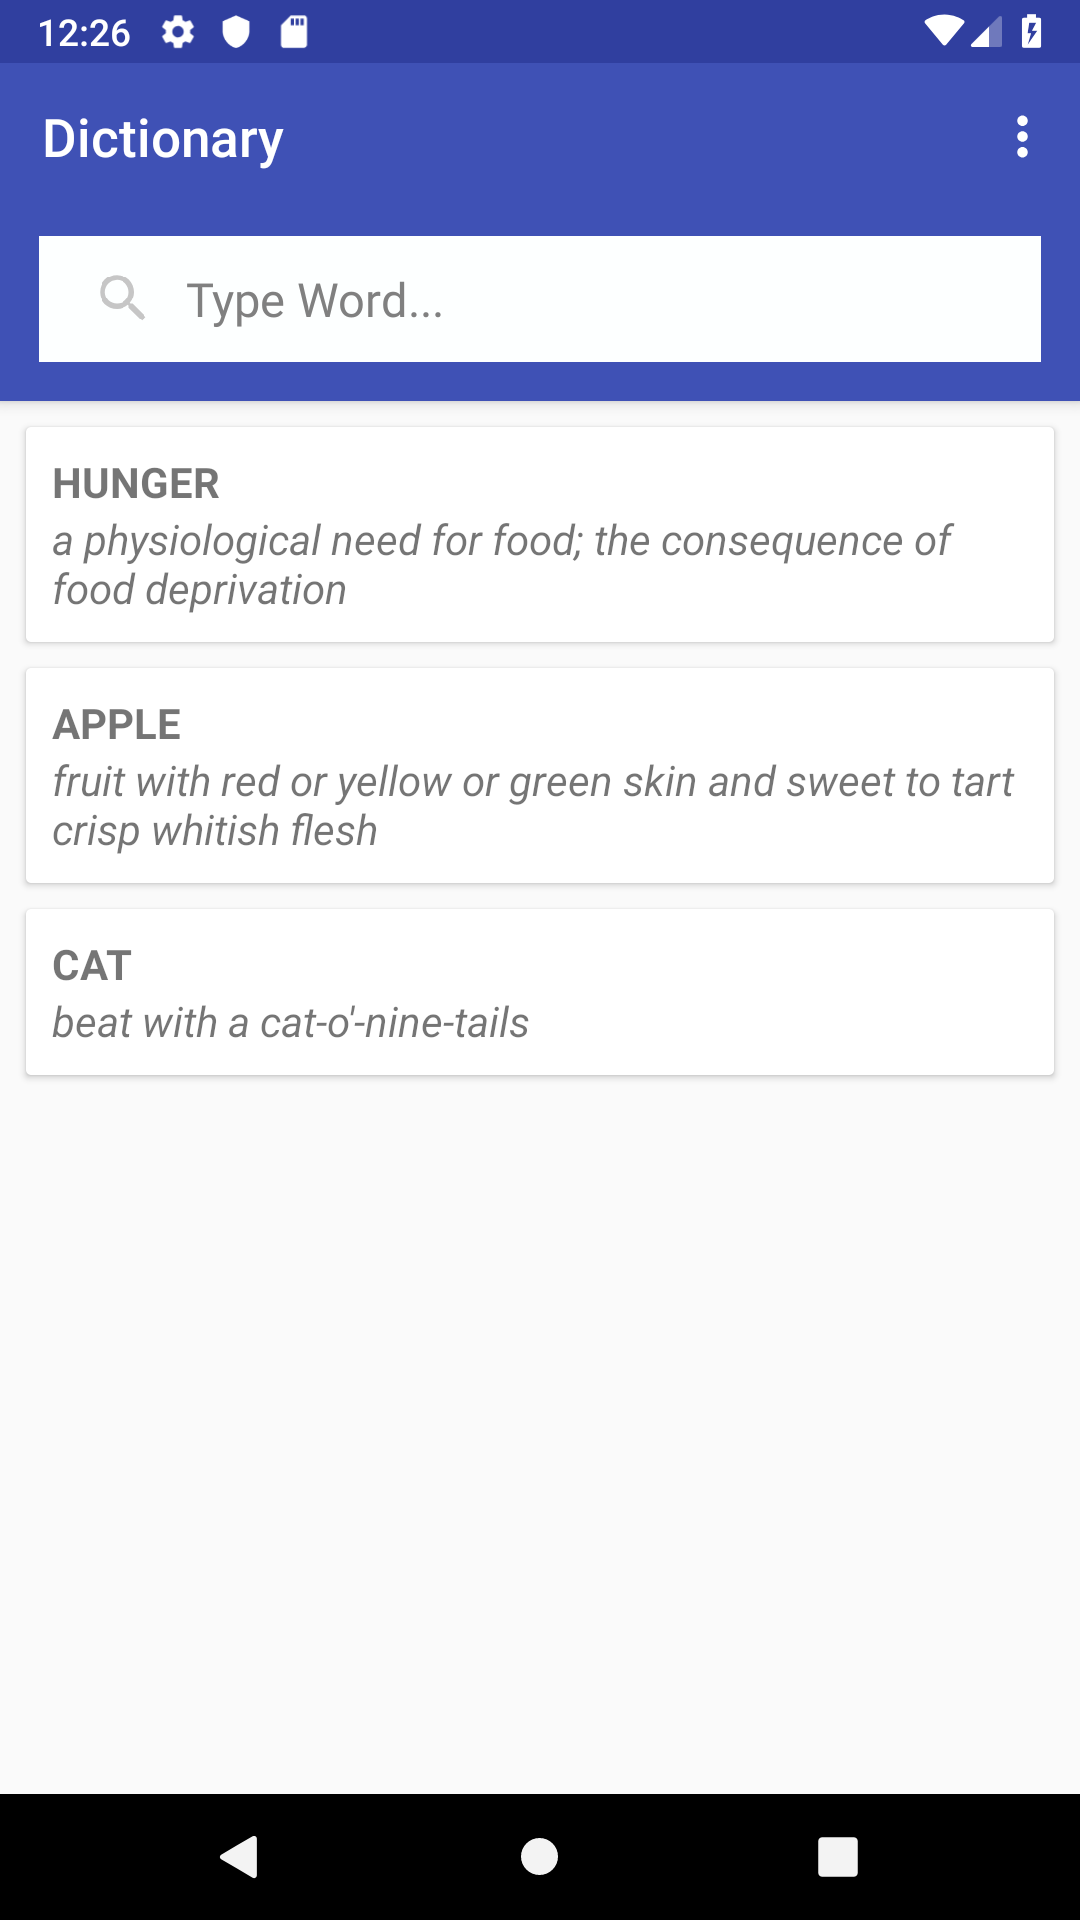 12:26
Dictionary
Type Word...
HUNGER
a physiological need for food; the consequence of
food deprivation
APPLE
fruit with red or yellow or green skin and sweet to tart
crisp whitish flesh
CAT
beat with a cat-o'-nine-tails